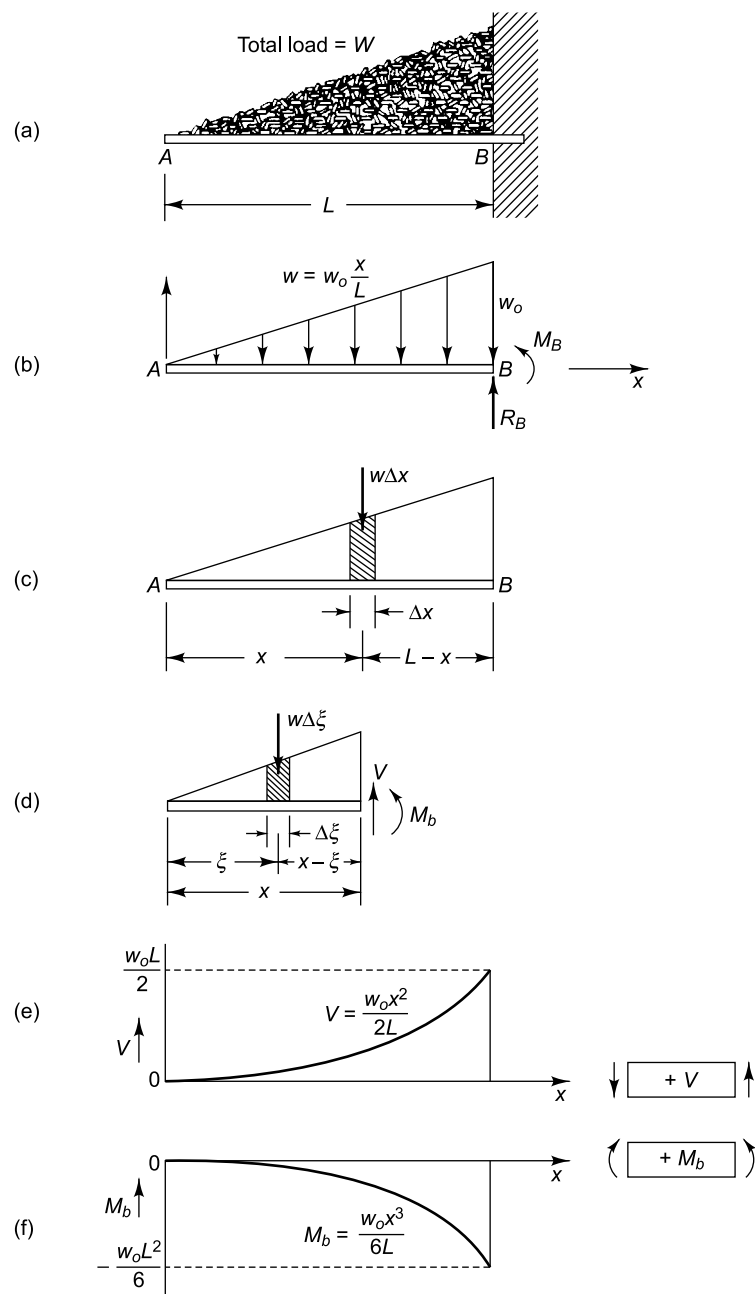 (a)
Total load = W
A
B
L
(b)
w = w_o x/L
w_o
M_B
A
B
x
R_B
(c)
wΔx
A
B
Δx
x
L – x
(d)
wΔξ
V
M_b
Δξ
ξ
x – ξ
x
(e)
w_oL/2
V = w_ox²/2L
V
0
x
+ V
(f)
0
x
+ M_b
M_b
M_b = w_ox³/6L
– w_oL²/6